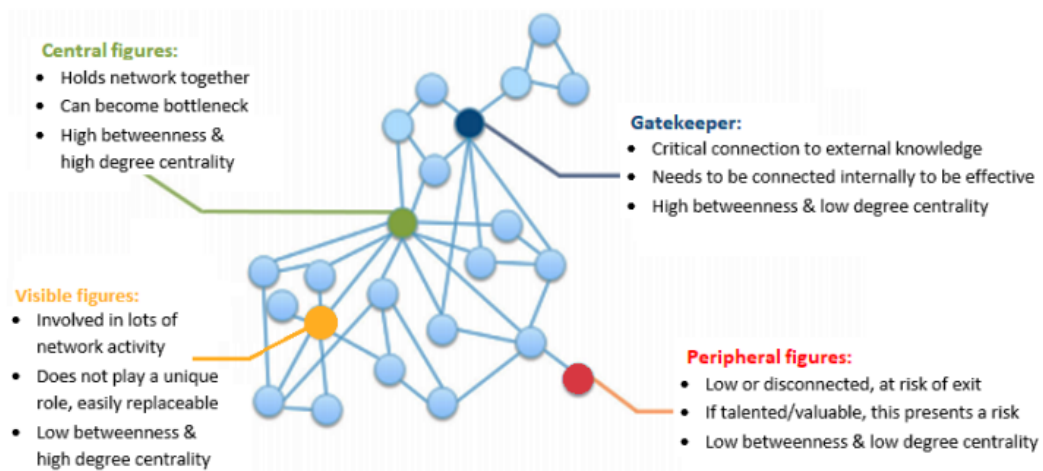 Central figures:
• Holds network together
• Can become bottleneck
• High betweenness &
high degree centrality
Gatekeeper:
• Critical connection to external knowledge
• Needs to be connected internally to be effective
• High betweenness & low degree centrality
Visible figures:
• Involved in lots of
network activity
• Does not play a unique
role, easily replaceable
• Low betweenness &
high degree centrality
Peripheral figures:
• Low or disconnected, at risk of exit
• If talented/valuable, this presents a risk
• Low betweenness & low degree centrality